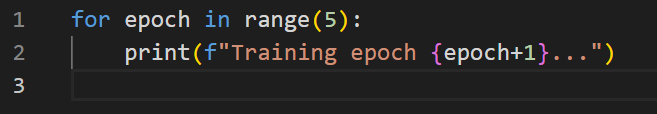 1 for epoch in range(5):
2     print(f"Training epoch {epoch+1}...")
3